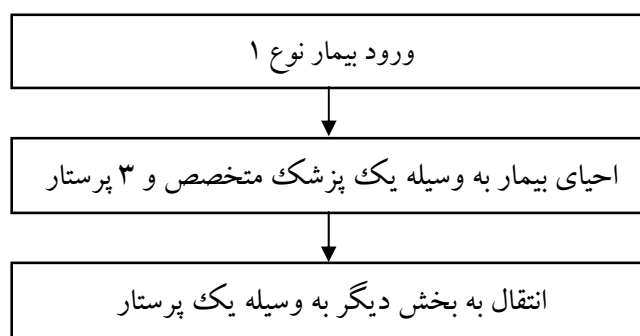 ورود بیمار نوع ۱
احیای بیمار به وسیله یک پزشک متخصص و ۳ پرستار
انتقال به بخش دیگر به وسیله یک پرستار